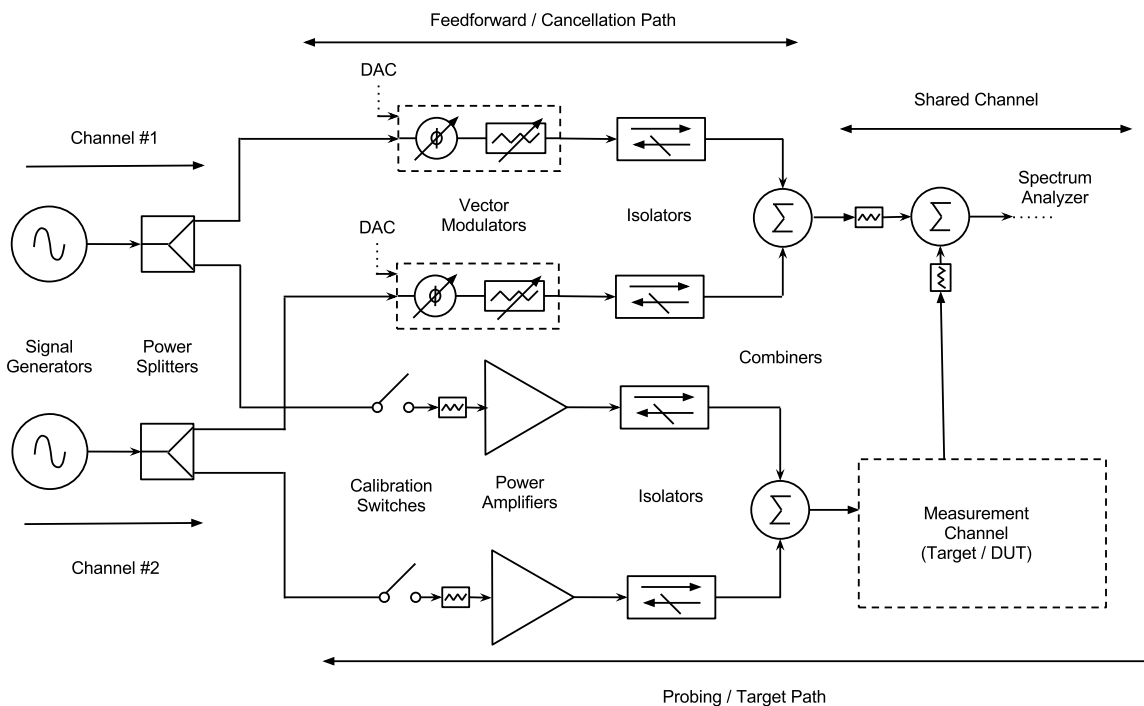 Feedforward / Cancellation Path
DAC
Shared Channel
Channel #1
Spectrum
Analyzer
ϕ
Vector
Modulators
Isolators
Σ
Σ
DAC
ϕ
Signal
Generators
Power
Splitters
Combiners
Calibration
Switches
Power
Amplifiers
Isolators
Σ
Measurement
Channel
(Target / DUT)
Channel #2
Probing / Target Path